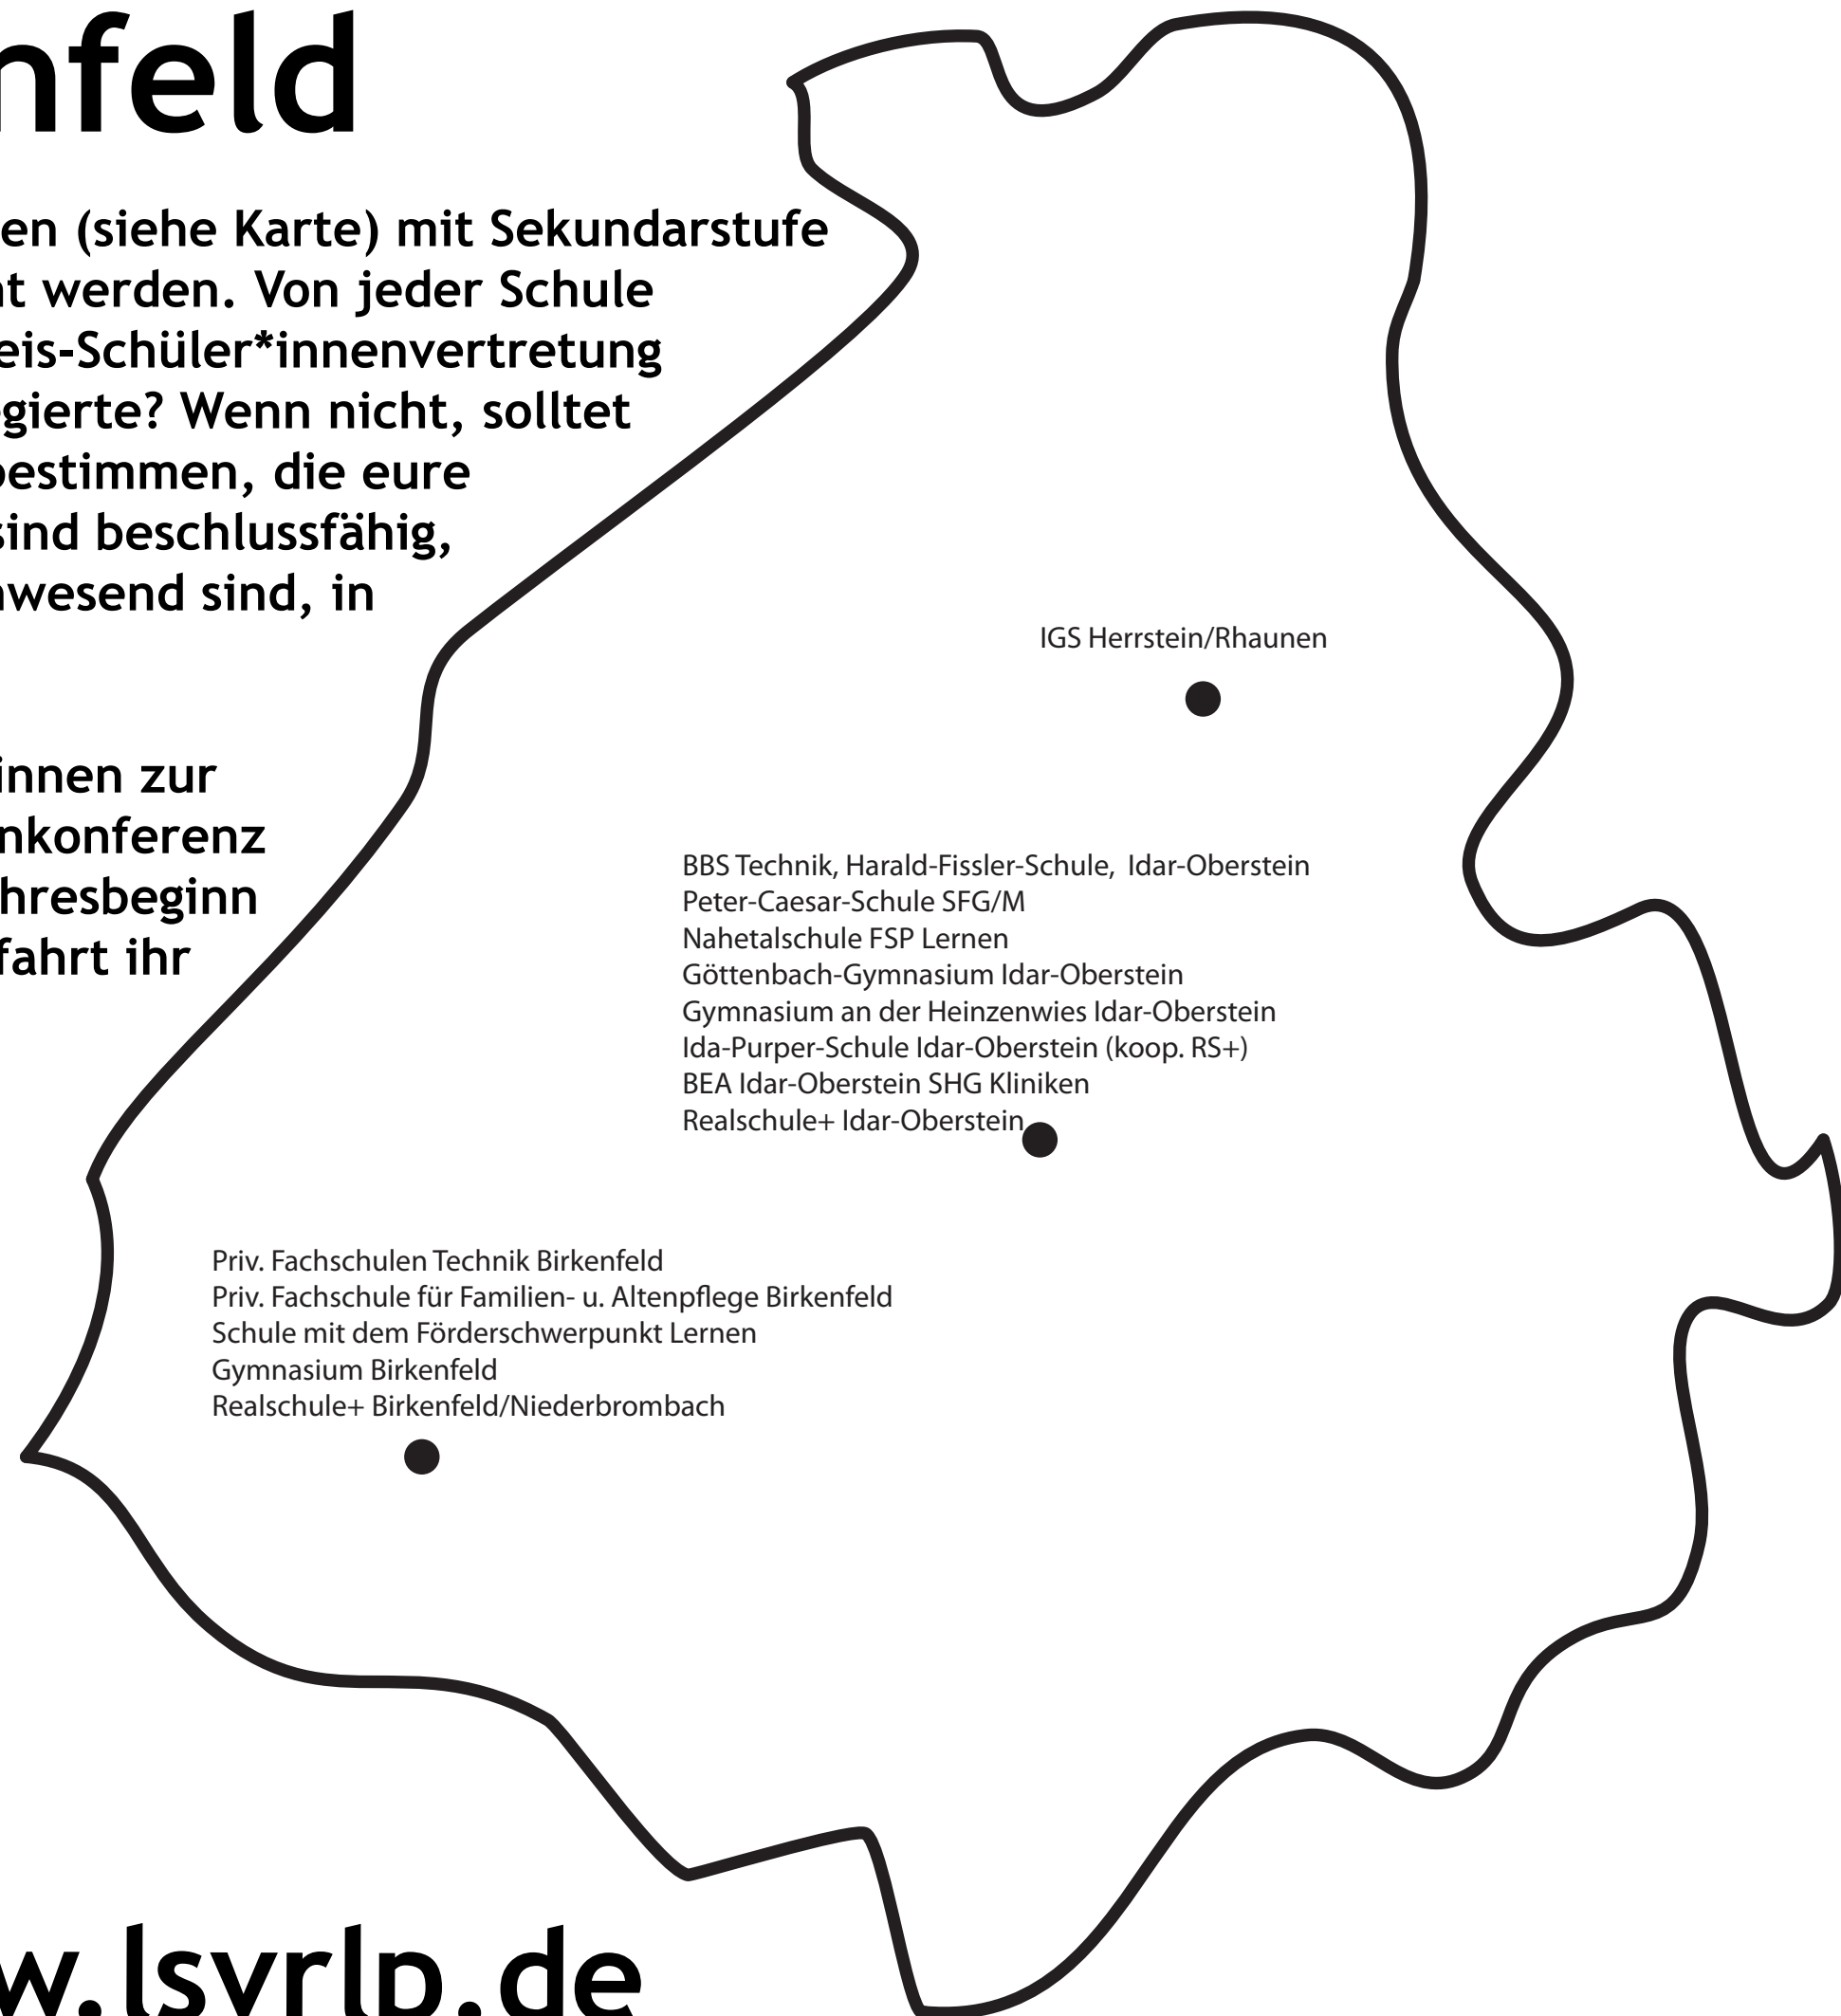 nfeld
en (siehe Karte) mit Sekundarstufe
t werden. Von jeder Schule
eis-Schüler*innenvertretung
gierte? Wenn nicht, solltet
bestimmen, die eure
sind beschlussfähig,
wesend sind, in
innen zur
nkonferenz
hresbeginn
fahrt ihr
IGS Herrstein/Rhaunen
BBS Technik, Harald-Fissler-Schule, Idar-Oberstein
Peter-Caesar-Schule SFG/M
Nahetalschule FSP Lernen
Göttenbach-Gymnasium Idar-Oberstein
Gymnasium an der Heinzenwies Idar-Oberstein
Ida-Purper-Schule Idar-Oberstein (koop. RS+)
BEA Idar-Oberstein SHG Kliniken
Realschule+ Idar-Oberstein
Priv. Fachschulen Technik Birkenfeld
Priv. Fachschule für Familien- u. Altenpflege Birkenfeld
Schule mit dem Förderschwerpunkt Lernen
Gymnasium Birkenfeld
Realschule+ Birkenfeld/Niederbrombach
w.lsvrlp.de